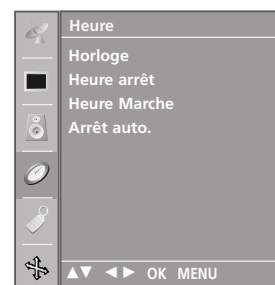 Heure
Horloge
Heure arrêt
Heure Marche
Arrêt auto.
▲▼ ◄► OK MENU